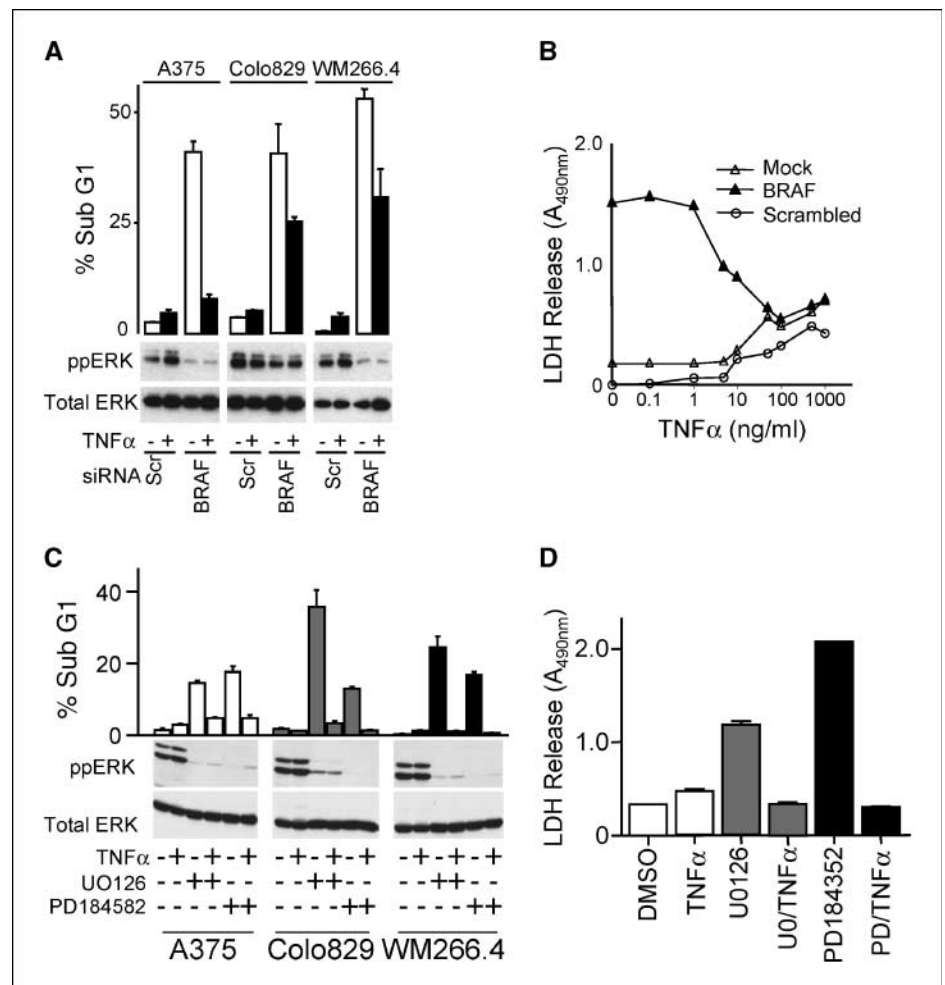 A
A375 Colo829 WM266.4
50
25
0
% Sub G1
ppERK
Total ERK
TNFα - + - + - + - + - + - +
siRNA Scr BRAF Scr BRAF Scr BRAF
B
2.0
1.0
0
LDH Release (A490nm)
Mock
BRAF
Scrambled
0 0.1 1 10 100 1000
TNFα (ng/ml)
C
40
20
0
% Sub G1
ppERK
Total ERK
TNFα - + - + - + - + - + - + - + - + - +
UO126 - - + + - - - - + + - - - - + + - -
PD184582 - - - - + + - - - - + + - - - - + +
A375 Colo829 WM266.4
D
2.0
1.0
0
LDH Release (A490nm)
DMSO
TNFα
U0126
U0/TNFα
PD184352
PD/TNFα